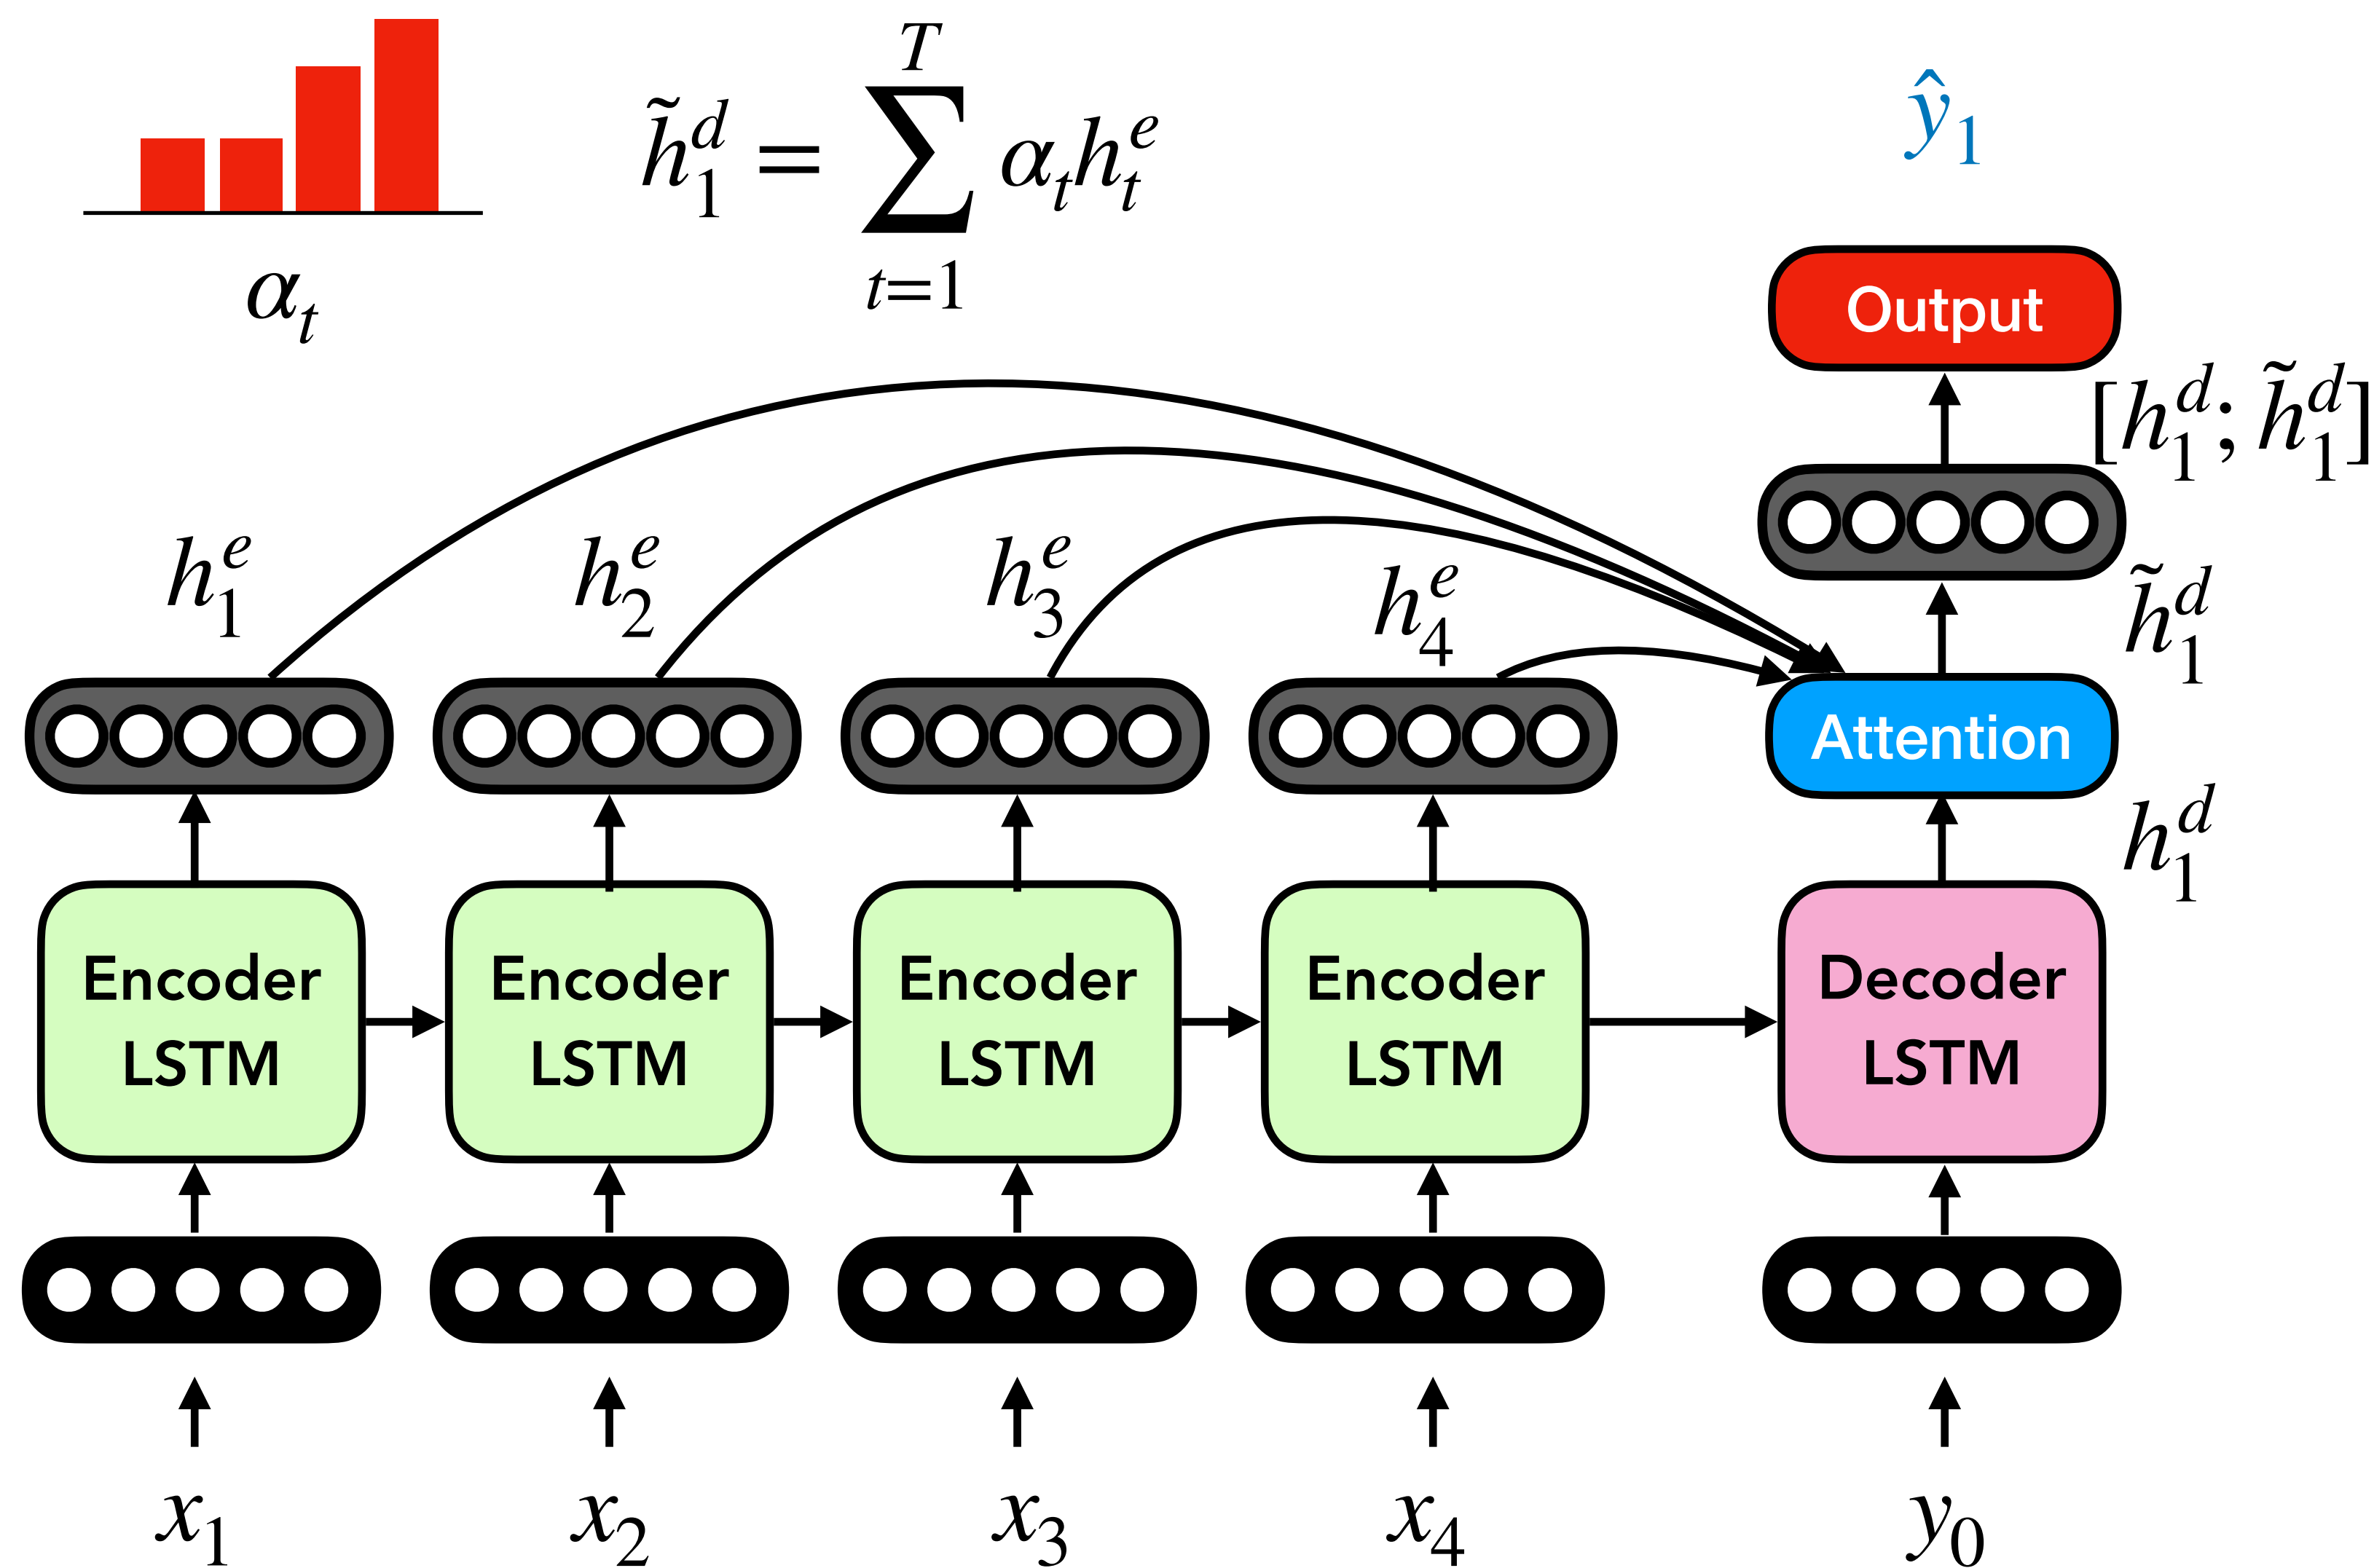 α_t
h̃_1^d = ∑_{t=1}^{T} α_t h_t^e
ŷ_1
Output
[h_1^d; h̃_1^d]
h_1^e
h_2^e
h_3^e
h_4^e
h̃_1^d
Attention
h_1^d
Encoder
LSTM
Encoder
LSTM
Encoder
LSTM
Encoder
LSTM
Decoder
LSTM
x_1
x_2
x_3
x_4
y_0